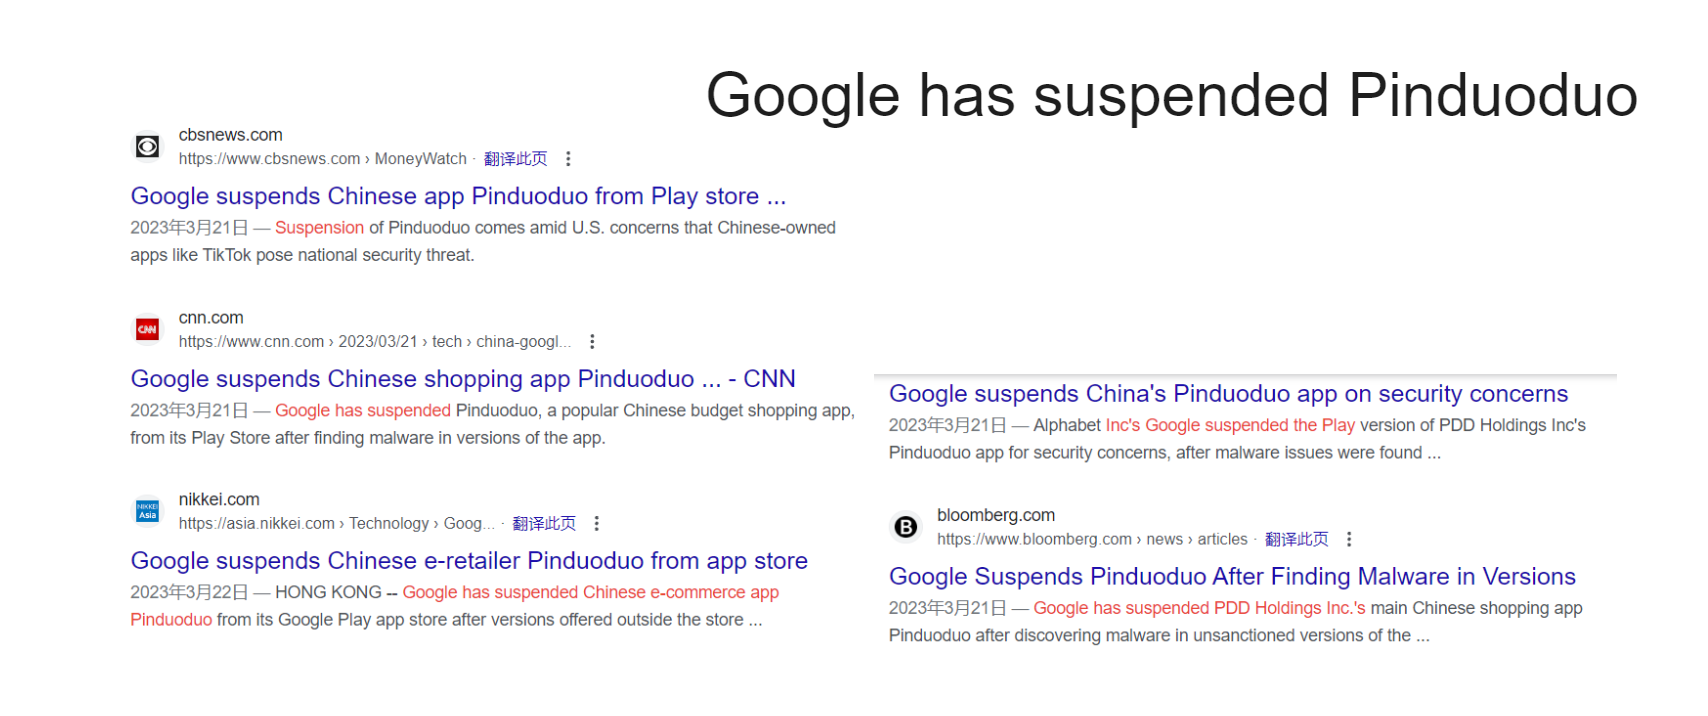 Google has suspended Pinduoduo
cbsnews.com
https://www.cbsnews.com › MoneyWatch · 翻译此页
Google suspends Chinese app Pinduoduo from Play store ...
2023年3月21日 — Suspension of Pinduoduo comes amid U.S. concerns that Chinese-owned
apps like TikTok pose national security threat.
CNN
cnn.com
https://www.cnn.com › 2023/03/21 › tech › china-googl...
Google suspends Chinese shopping app Pinduoduo ... - CNN
2023年3月21日 — Google has suspended Pinduoduo, a popular Chinese budget shopping app,
from its Play Store after finding malware in versions of the app.
NIKKEI
Asia
nikkei.com
https://asia.nikkei.com › Technology › Goog... · 翻译此页
Google suspends Chinese e-retailer Pinduoduo from app store
2023年3月22日 — HONG KONG -- Google has suspended Chinese e-commerce app
Pinduoduo from its Google Play app store after versions offered outside the store ...
Google suspends China's Pinduoduo app on security concerns
2023年3月21日 — Alphabet Inc's Google suspended the Play version of PDD Holdings Inc's
Pinduoduo app for security concerns, after malware issues were found ...
B
bloomberg.com
https://www.bloomberg.com › news › articles · 翻译此页
Google Suspends Pinduoduo After Finding Malware in Versions
2023年3月21日 — Google has suspended PDD Holdings Inc.'s main Chinese shopping app
Pinduoduo after discovering malware in unsanctioned versions of the ...